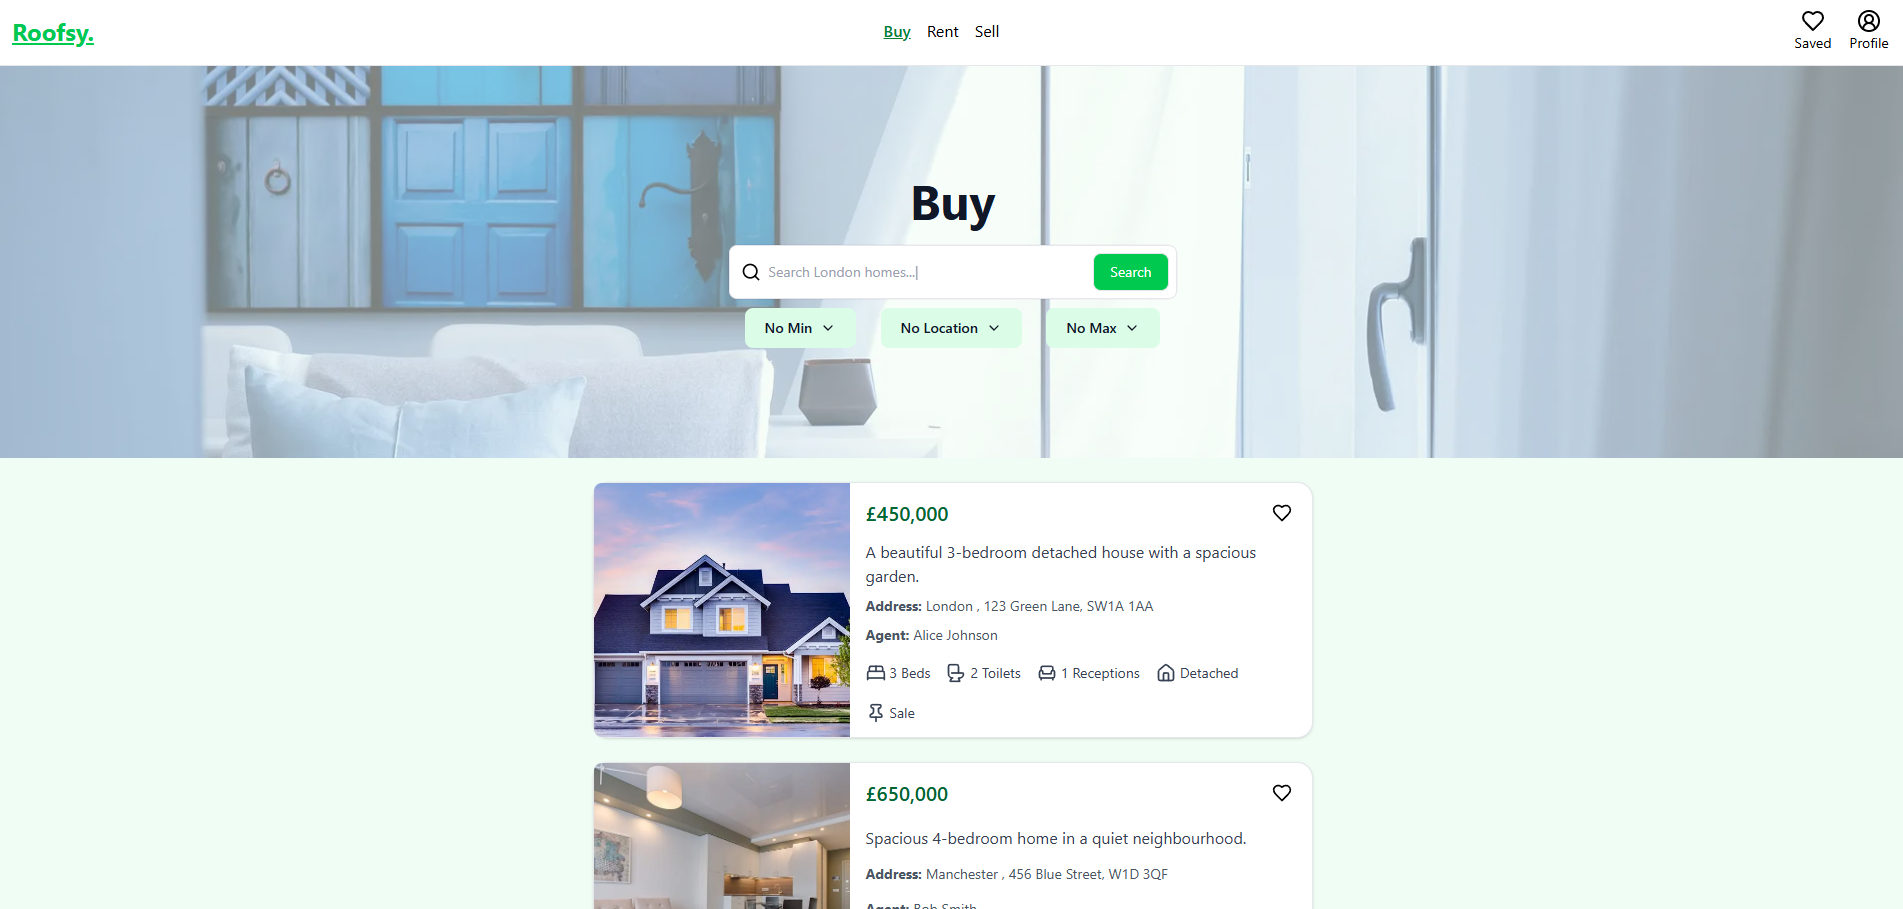 Roofsy.
Buy
Rent
Sell
Saved
Profile
Buy
Search London homes...|
Search
No Min
No Location
No Max
£450,000
A beautiful 3-bedroom detached house with a spacious
garden.
Address: London , 123 Green Lane, SW1A 1AA
Agent: Alice Johnson
3 Beds
2 Toilets
1 Receptions
Detached
Sale
£650,000
Spacious 4-bedroom home in a quiet neighbourhood.
Address: Manchester , 456 Blue Street, W1D 3QF
Agent: Bob Smith